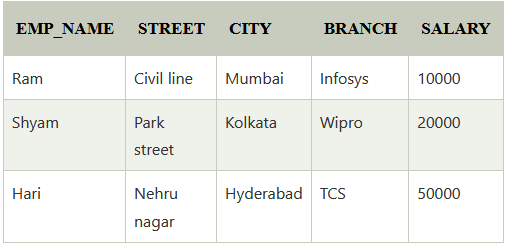 EMP_NAME STREET CITY BRANCH SALARY
Ram Civil line Mumbai Infosys 10000
Shyam Park street Kolkata Wipro 20000
Hari Nehru nagar Hyderabad TCS 50000